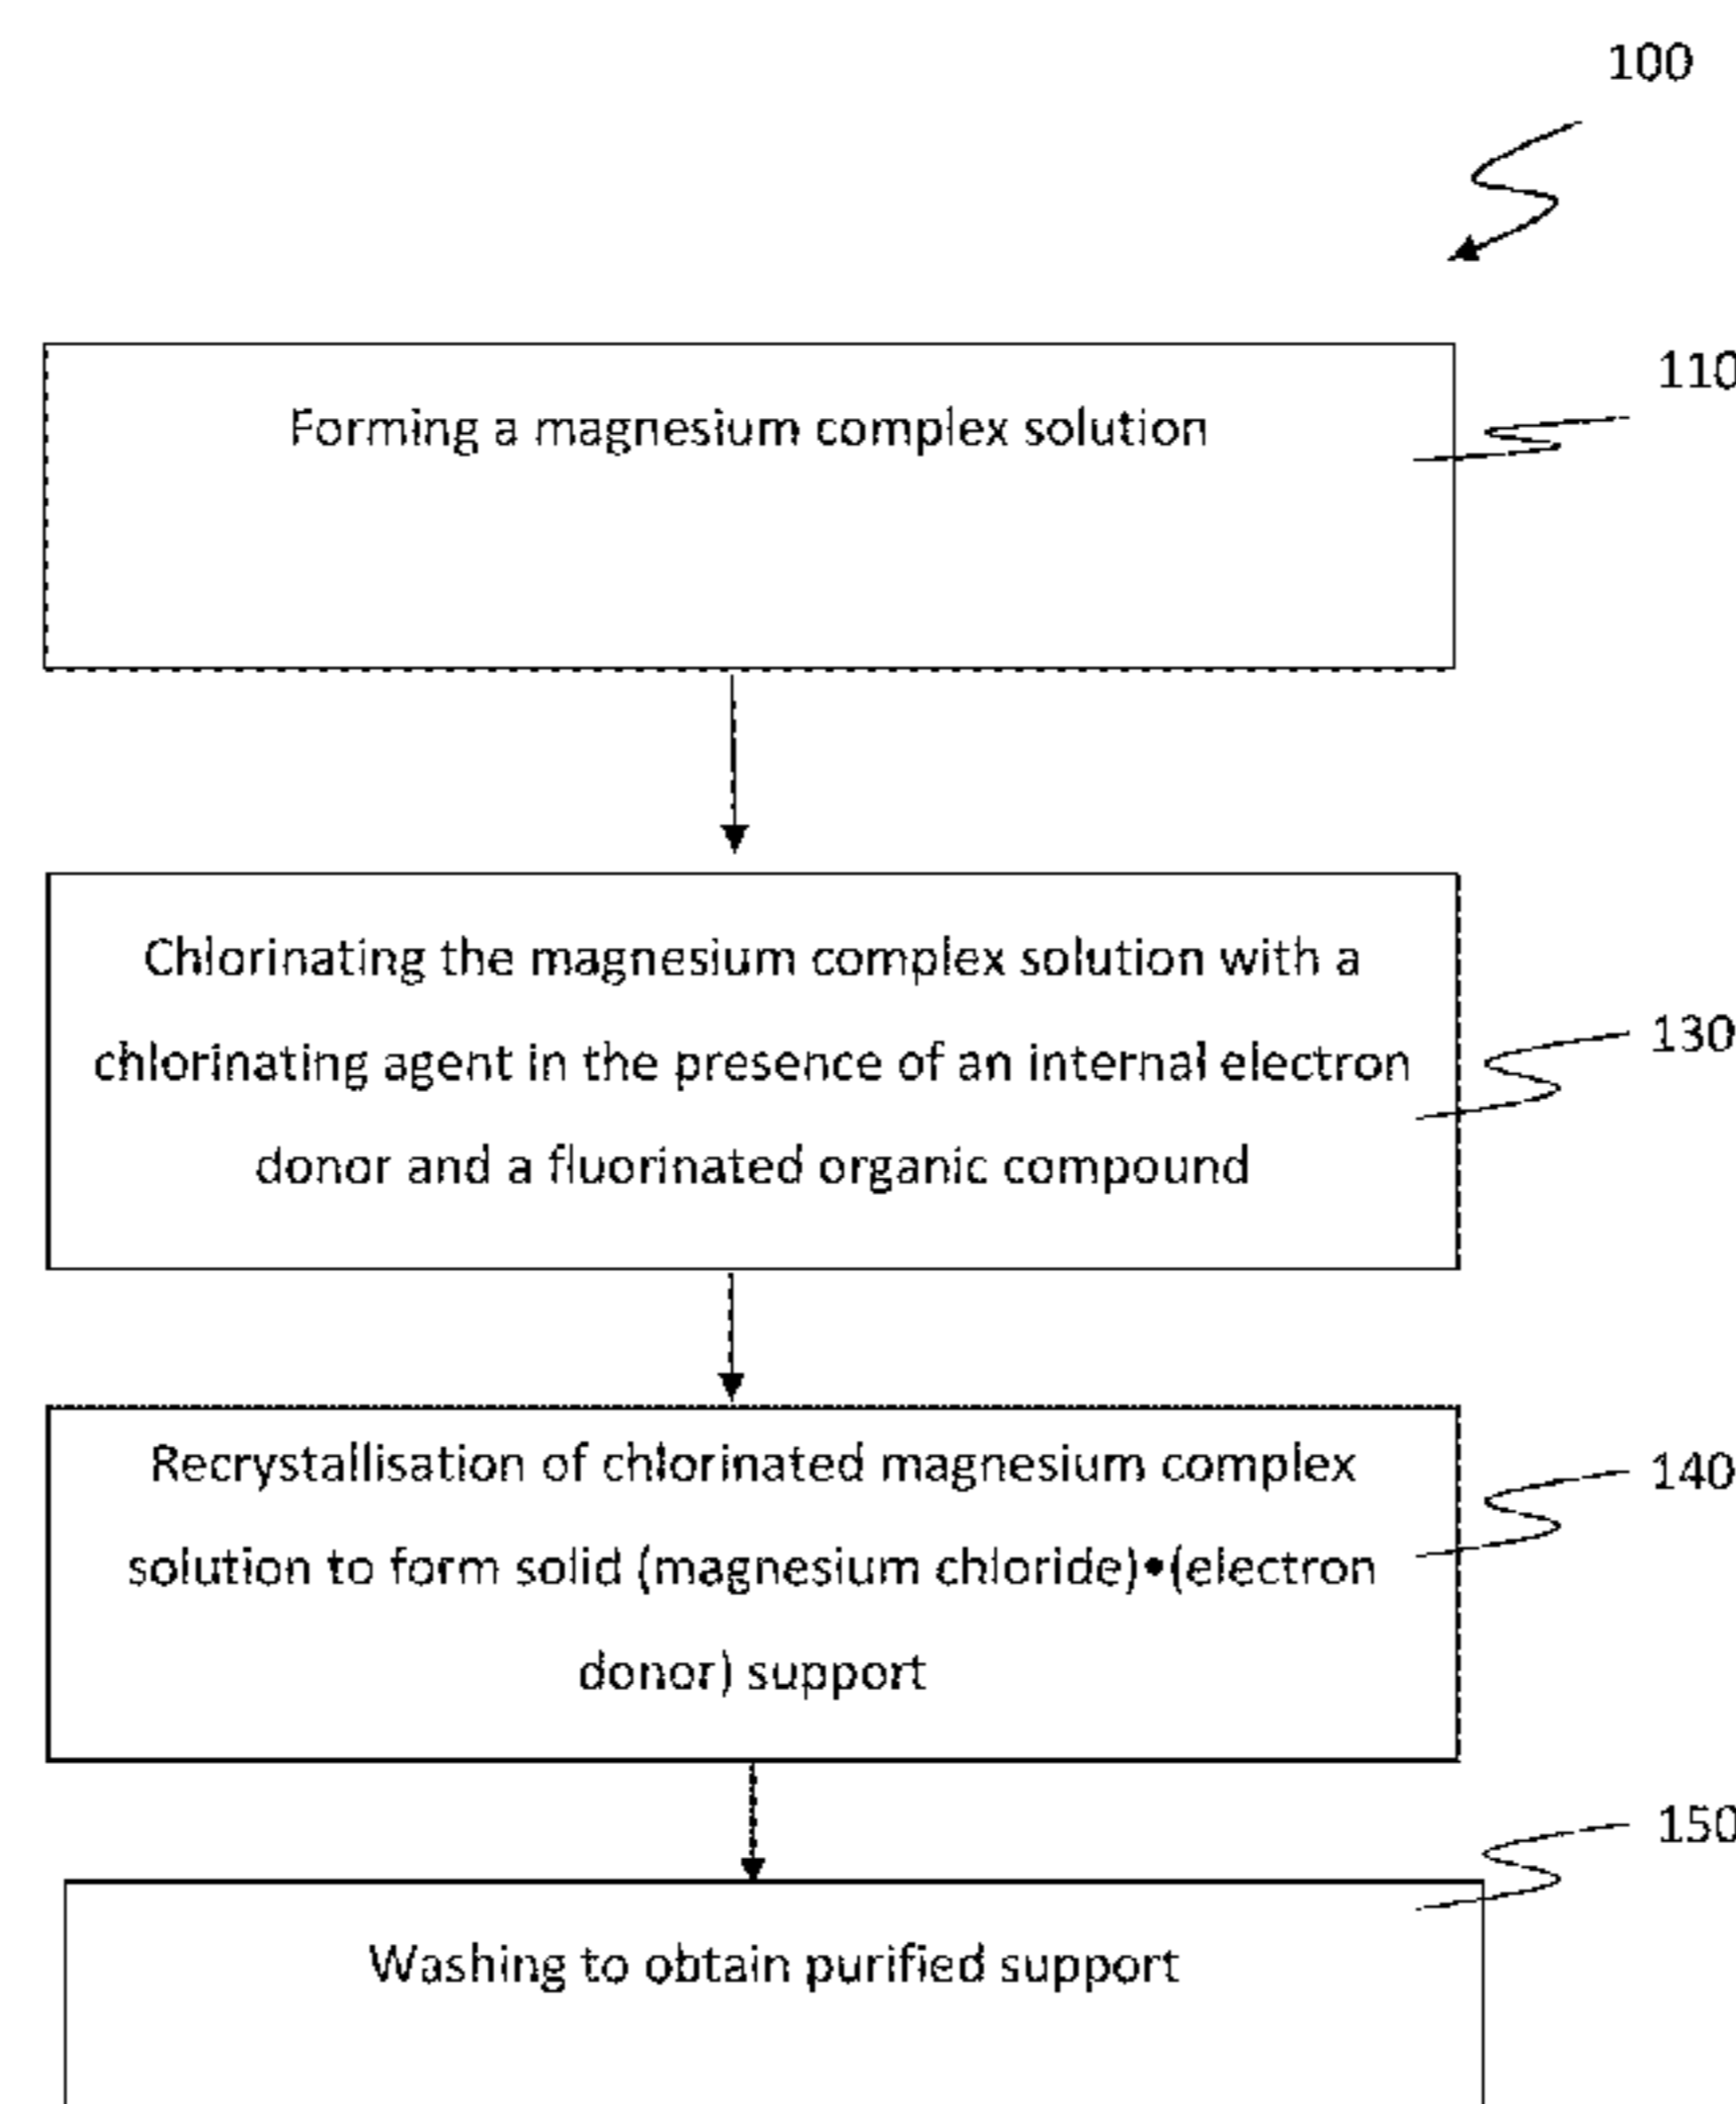 100
110
Forming a magnesium complex solution
Chlorinating the magnesium complex solution with a
chlorinating agent in the presence of an internal electron
donor and a fluorinated organic compound
130
Recrystallisation of chlorinated magnesium complex
solution to form solid (magnesium chloride)•(electron
donor) support
140
150
Washing to obtain purified support